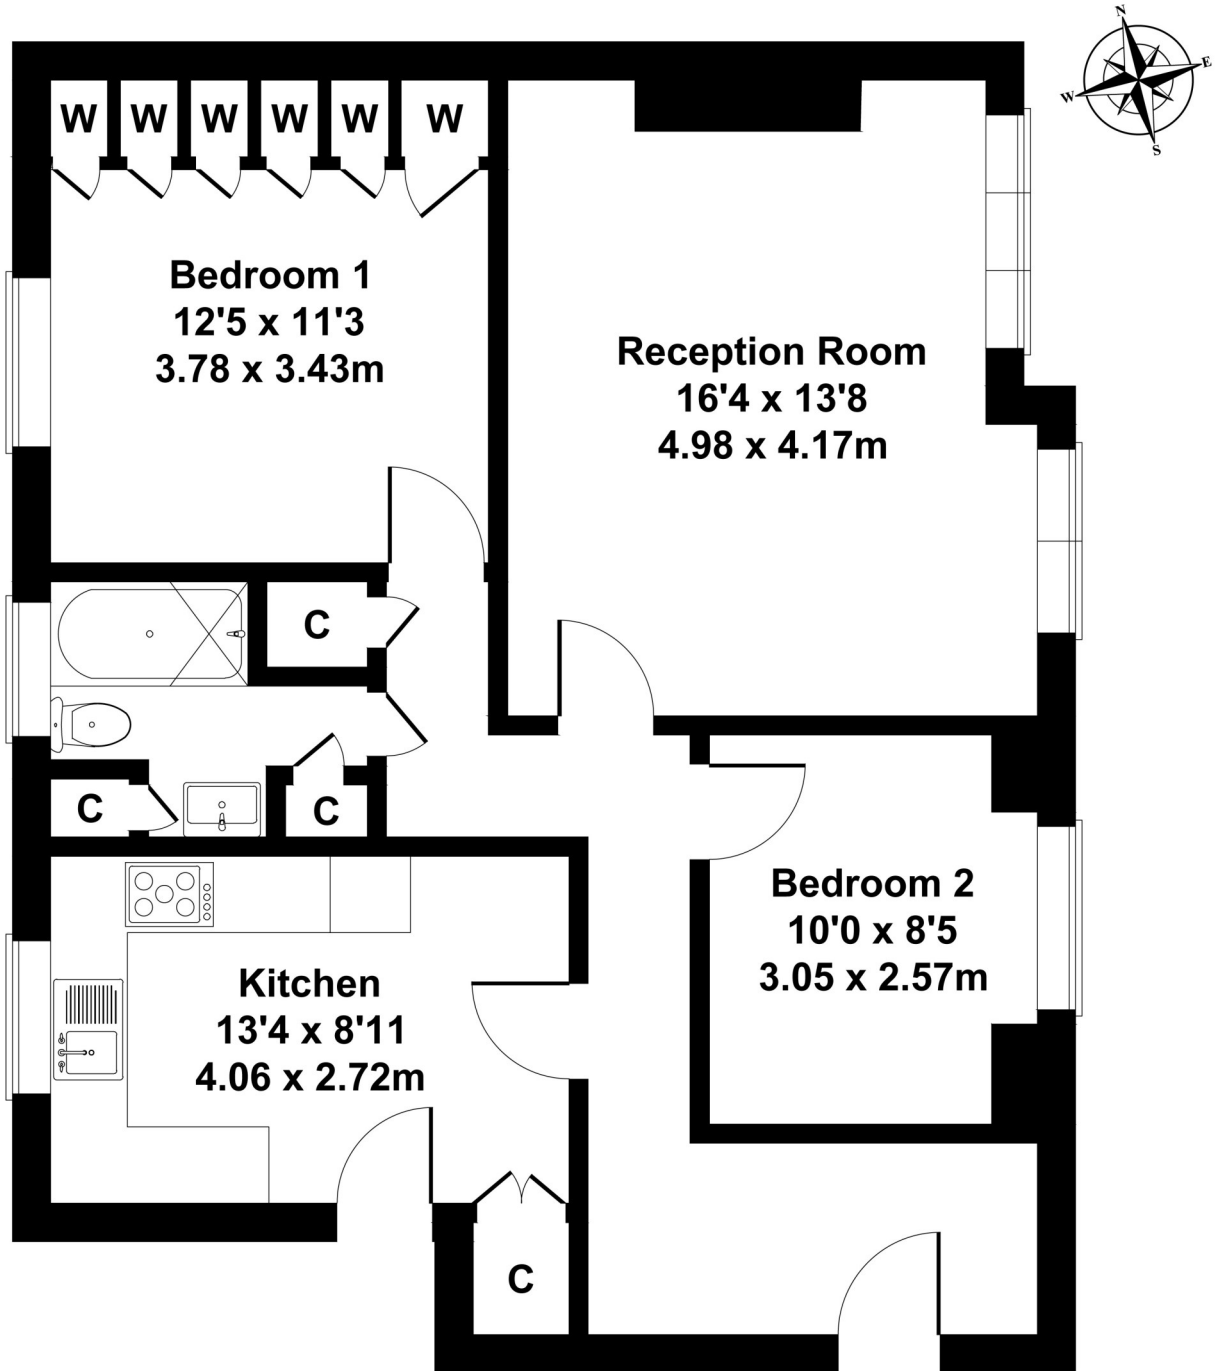 N
E
W
S
W W W W W W
Bedroom 1
12'5 x 11'3
3.78 x 3.43m
Reception Room
16'4 x 13'8
4.98 x 4.17m
C
C
C
Bedroom 2
10'0 x 8'5
3.05 x 2.57m
Kitchen
13'4 x 8'11
4.06 x 2.72m
C